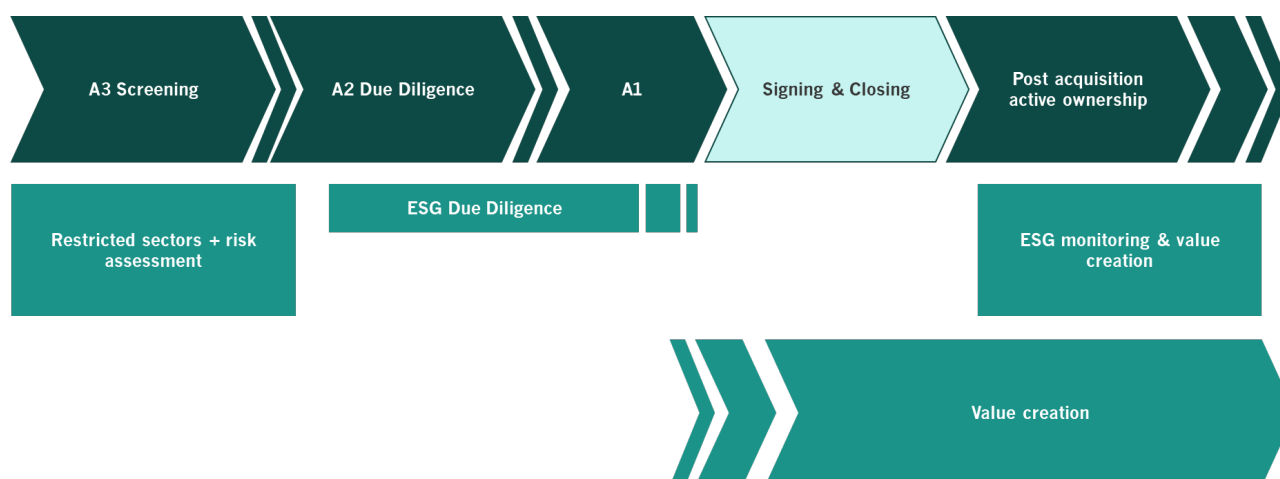 A3 Screening
A2 Due Diligence
A1
Signing & Closing
Post acquisition
active ownership
Restricted sectors + risk
assessment
ESG Due Diligence
ESG monitoring & value
creation
Value creation